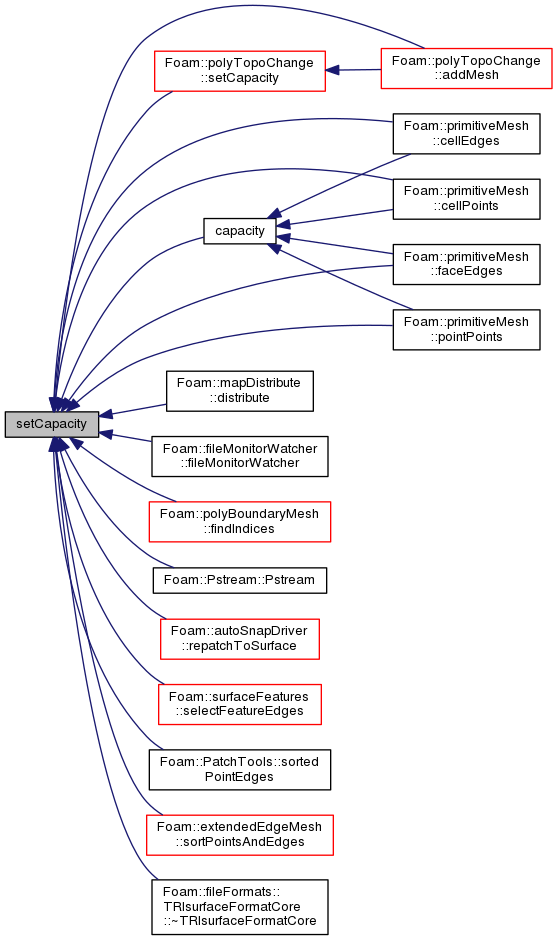 Foam::polyTopoChange
::setCapacity
Foam::polyTopoChange
::addMesh
Foam::primitiveMesh
::cellEdges
Foam::primitiveMesh
::cellPoints
capacity
Foam::primitiveMesh
::faceEdges
Foam::primitiveMesh
::pointPoints
Foam::mapDistribute
::distribute
setCapacity
Foam::fileMonitorWatcher
::fileMonitorWatcher
Foam::polyBoundaryMesh
::findIndices
Foam::Pstream::Pstream
Foam::autoSnapDriver
::repatchToSurface
Foam::surfaceFeatures
::selectFeatureEdges
Foam::PatchTools::sorted
PointEdges
Foam::extendedEdgeMesh
::sortPointsAndEdges
Foam::fileFormats::
TRIsurfaceFormatCore
::~TRIsurfaceFormatCore